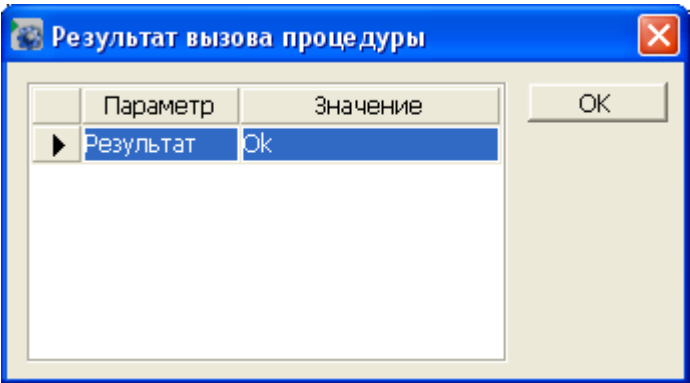 Результат вызова процедуры
Параметр Значение OK
Результат Ok